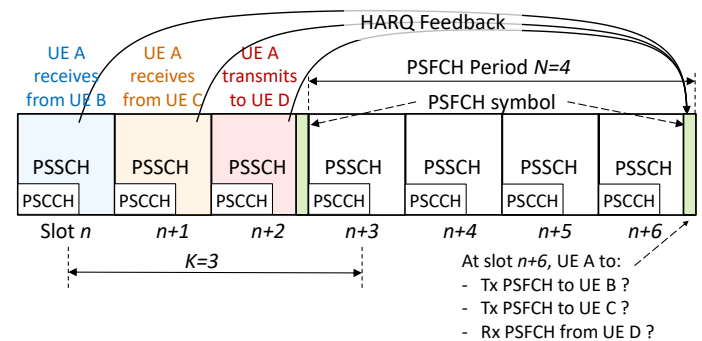 HARQ Feedback
UE A
receives
from UE B
UE A
receives
from UE C
UE A
transmits
to UE D
PSFCH Period N=4
PSFCH symbol
PSSCH PSSCH PSSCH PSSCH PSSCH PSSCH PSSCH
PSCCH PSCCH PSCCH PSCCH PSCCH PSCCH PSCCH
Slot n n+1 n+2 n+3 n+4 n+5 n+6
K=3
At slot n+6, UE A to:
- Tx PSFCH to UE B ?
- Tx PSFCH to UE C ?
- Rx PSFCH from UE D ?